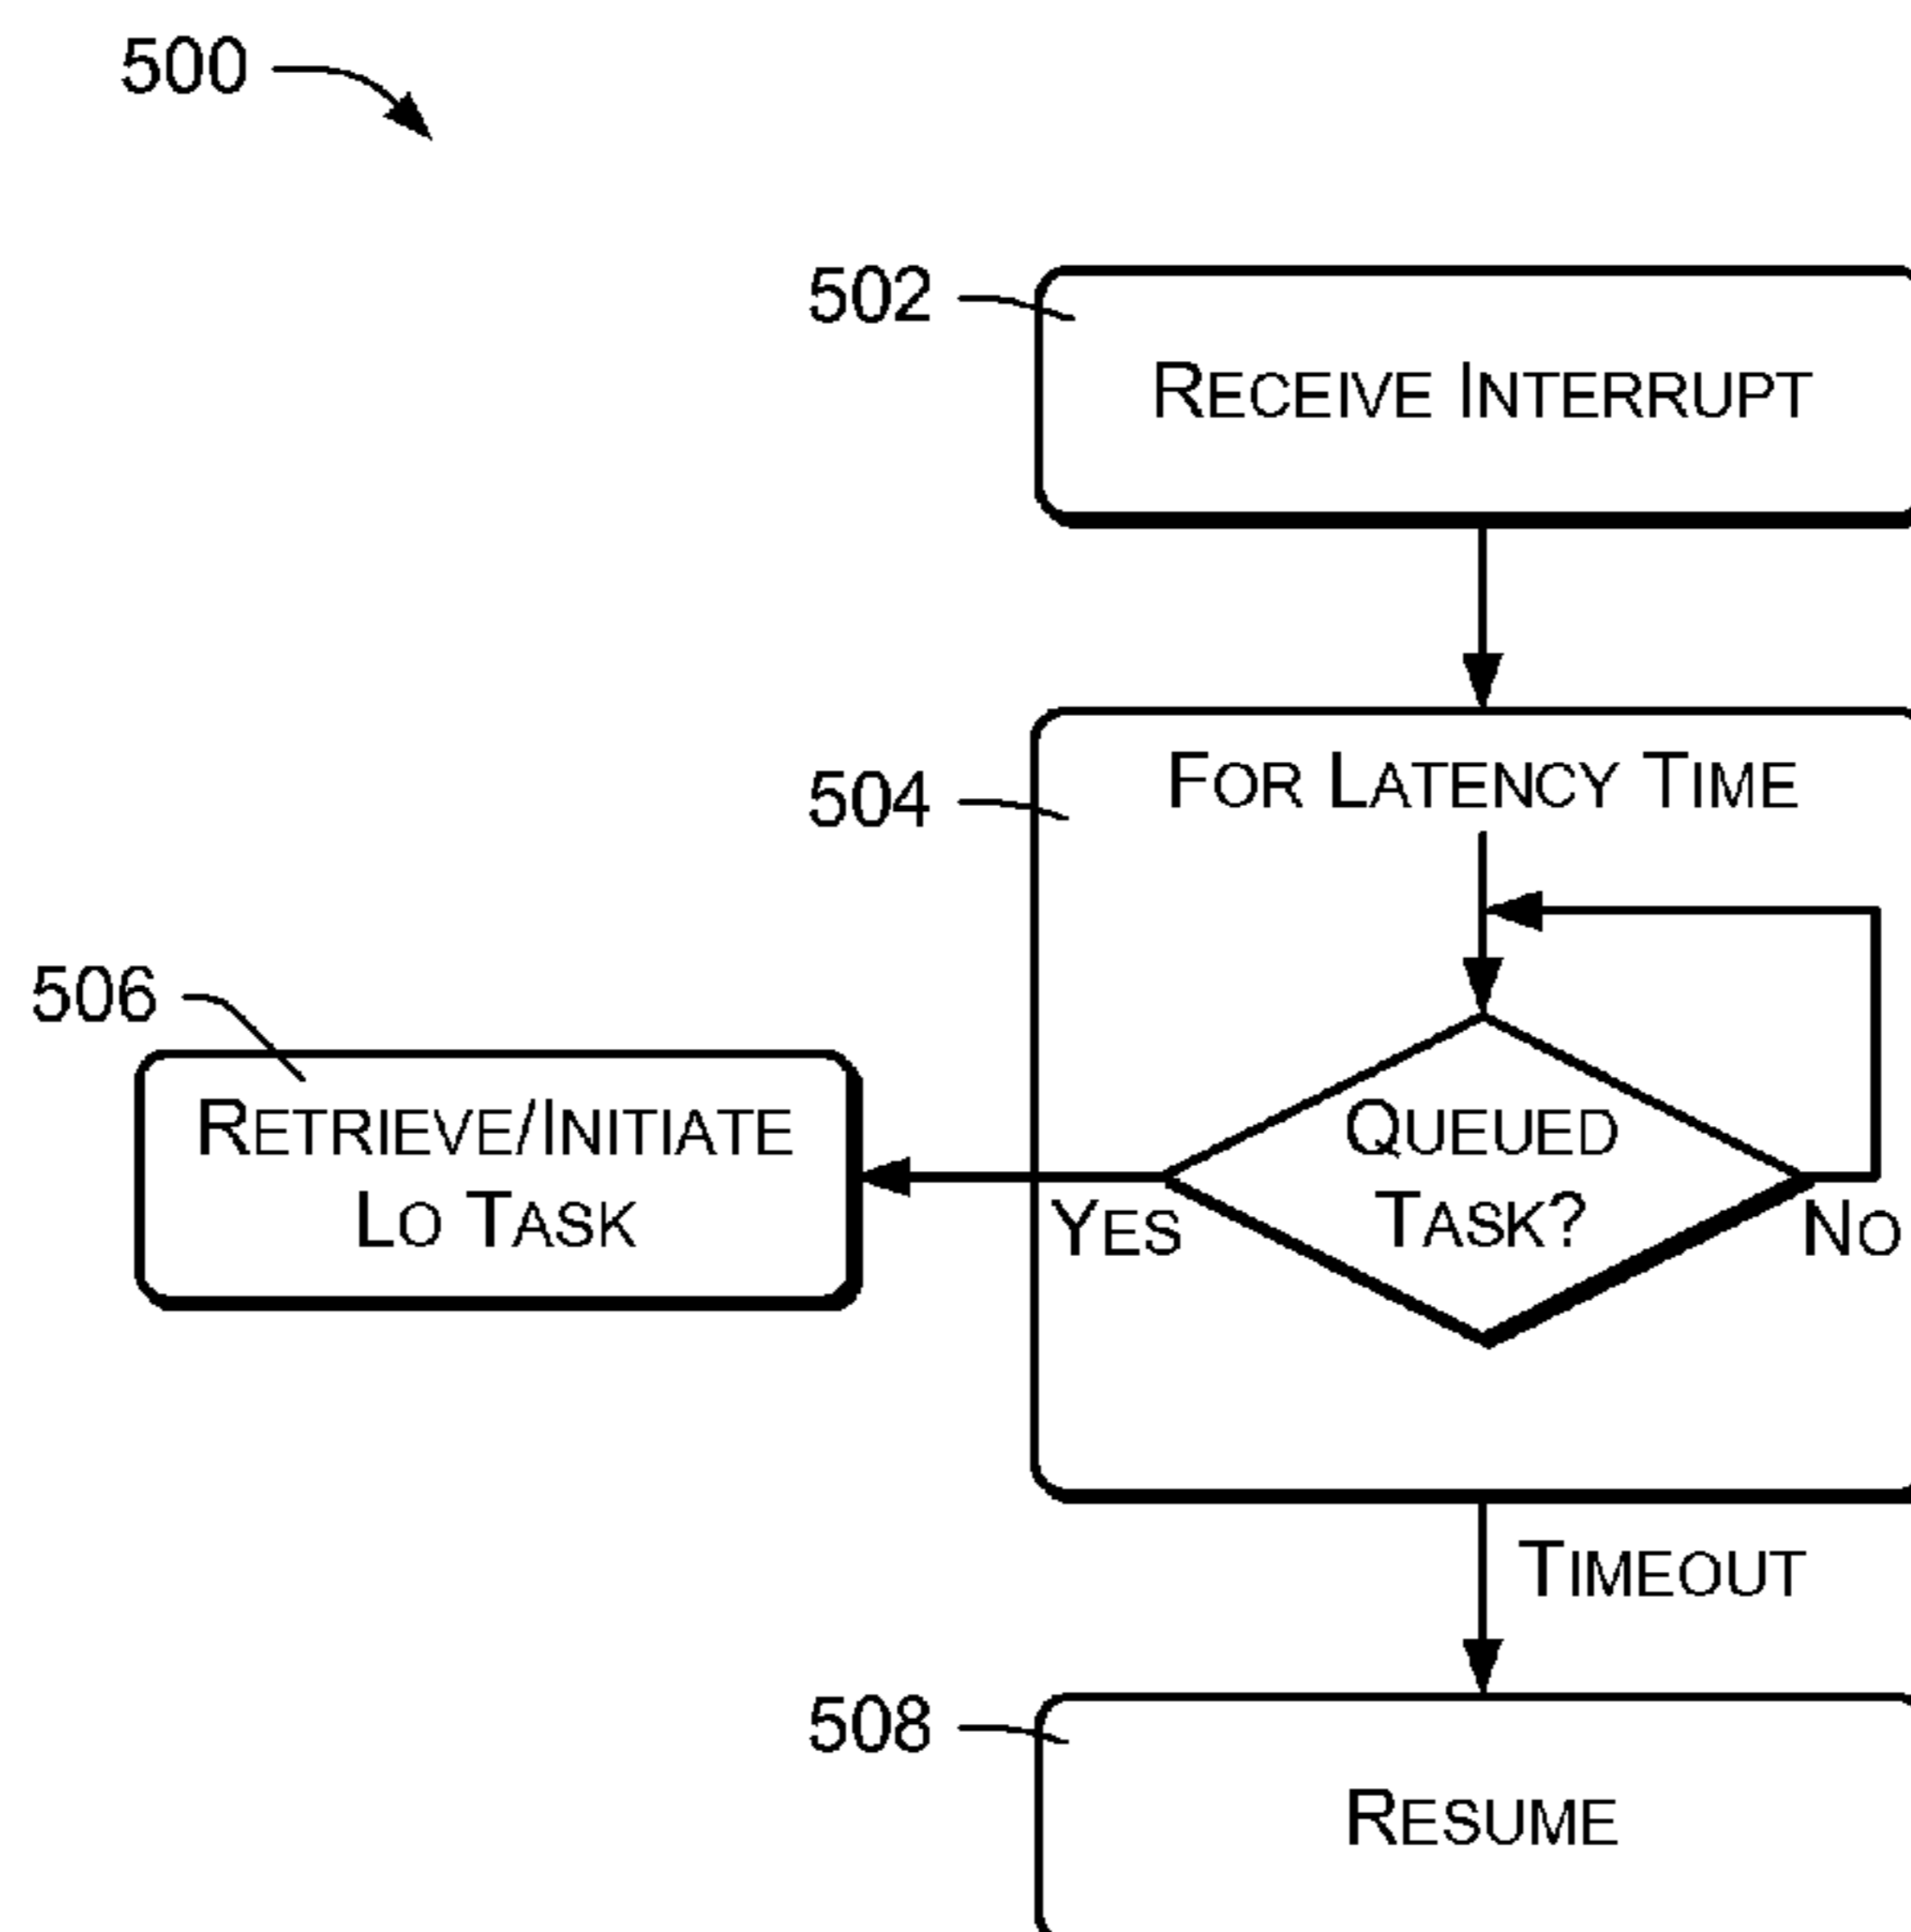 500
502
RECEIVE INTERRUPT
504
FOR LATENCY TIME
506
RETRIEVE/INITIATE
LO TASK
QUEUED
TASK?
YES
NO
TIMEOUT
508
RESUME